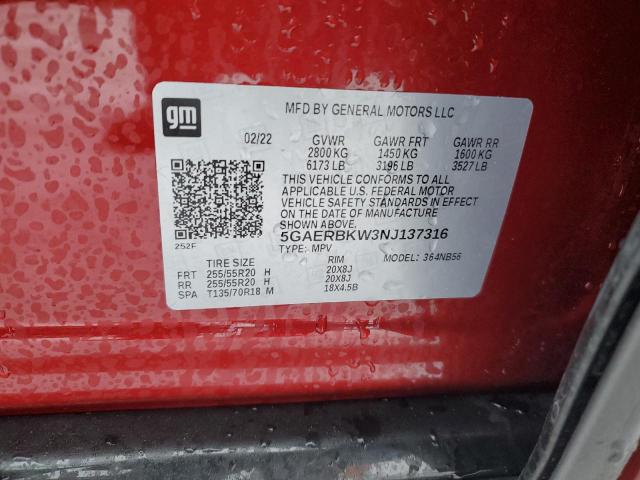 gm
MFD BY GENERAL MOTORS LLC
02/22 GVWR GAWR FRT GAWR RR
2800 KG 1450 KG 1600 KG
6173 LB 3196 LB 3527 LB
THIS VEHICLE CONFORMS TO ALL
APPLICABLE U.S. FEDERAL MOTOR
VEHICLE SAFETY STANDARDS IN
EFFECT ON THE DATE OF MANUFACTURE
SHOWN ABOVE.
5GAERBKW3NJ137316
252F
TYPE: MPV MODEL: 364NB56
TIRE SIZE RIM
FRT 255/55R20 H 20X8J
RR 255/55R20 H 20X8J
SPA T135/70R18 M 18X4.5B